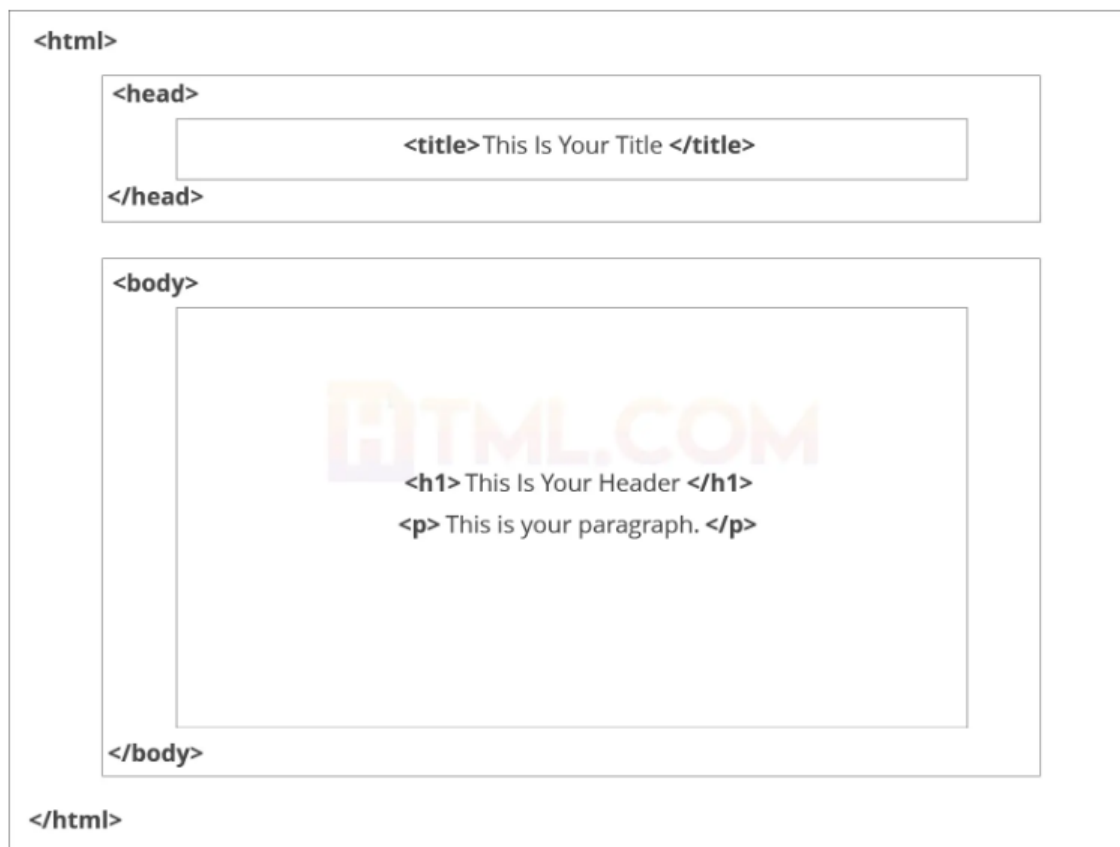 <html>
<head>
<title>This Is Your Title </title>
</head>
<body>
HTML.COM
<h1> This Is Your Header </h1>
<p> This is your paragraph. </p>
</body>
</html>